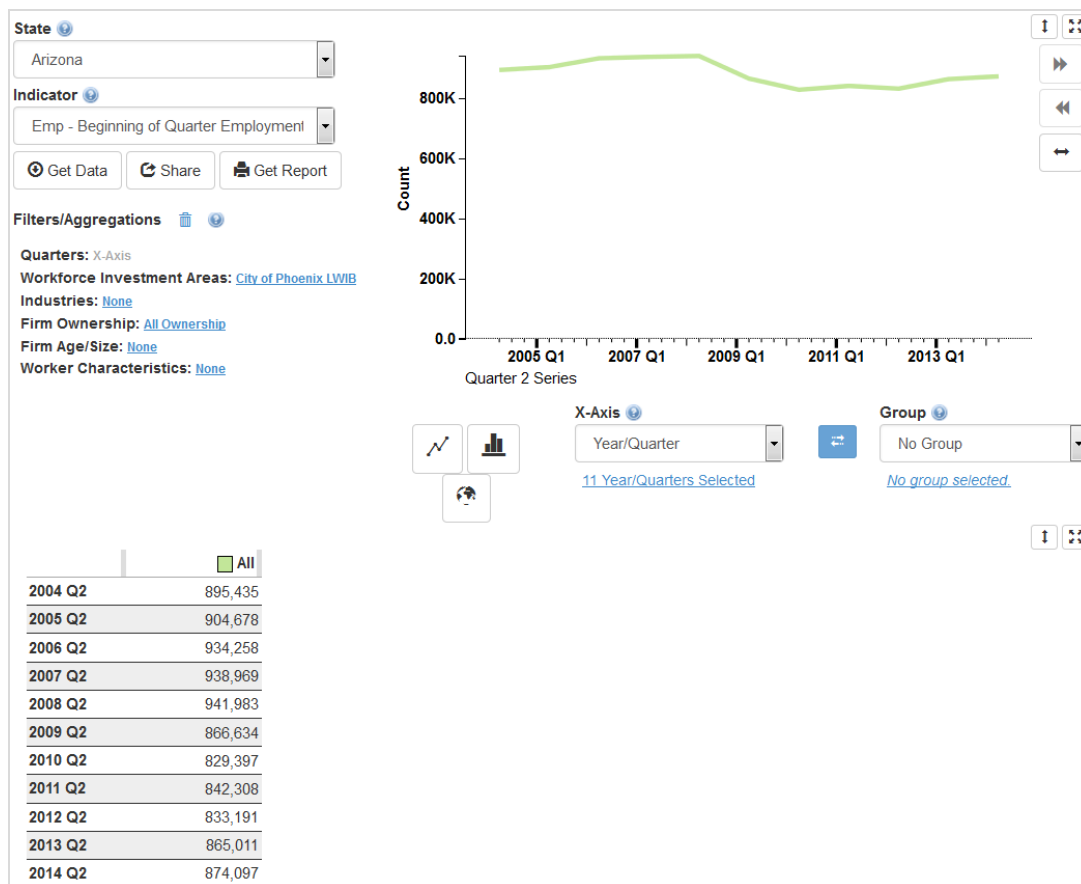 State
Arizona
Indicator
Emp - Beginning of Quarter Employment
Get Data
Share
Get Report
Filters/Aggregations
Quarters: X-Axis
Workforce Investment Areas: City of Phoenix LWIB
Industries: None
Firm Ownership: All Ownership
Firm Age/Size: None
Worker Characteristics: None
Count
800K
600K
400K
200K
0.0
2005 Q1 2007 Q1 2009 Q1 2011 Q1 2013 Q1
Quarter 2 Series
X-Axis
Year/Quarter
11 Year/Quarters Selected
Group
No Group
No group selected.
All
2004 Q2 895,435
2005 Q2 904,678
2006 Q2 934,258
2007 Q2 938,969
2008 Q2 941,983
2009 Q2 866,634
2010 Q2 829,397
2011 Q2 842,308
2012 Q2 833,191
2013 Q2 865,011
2014 Q2 874,097